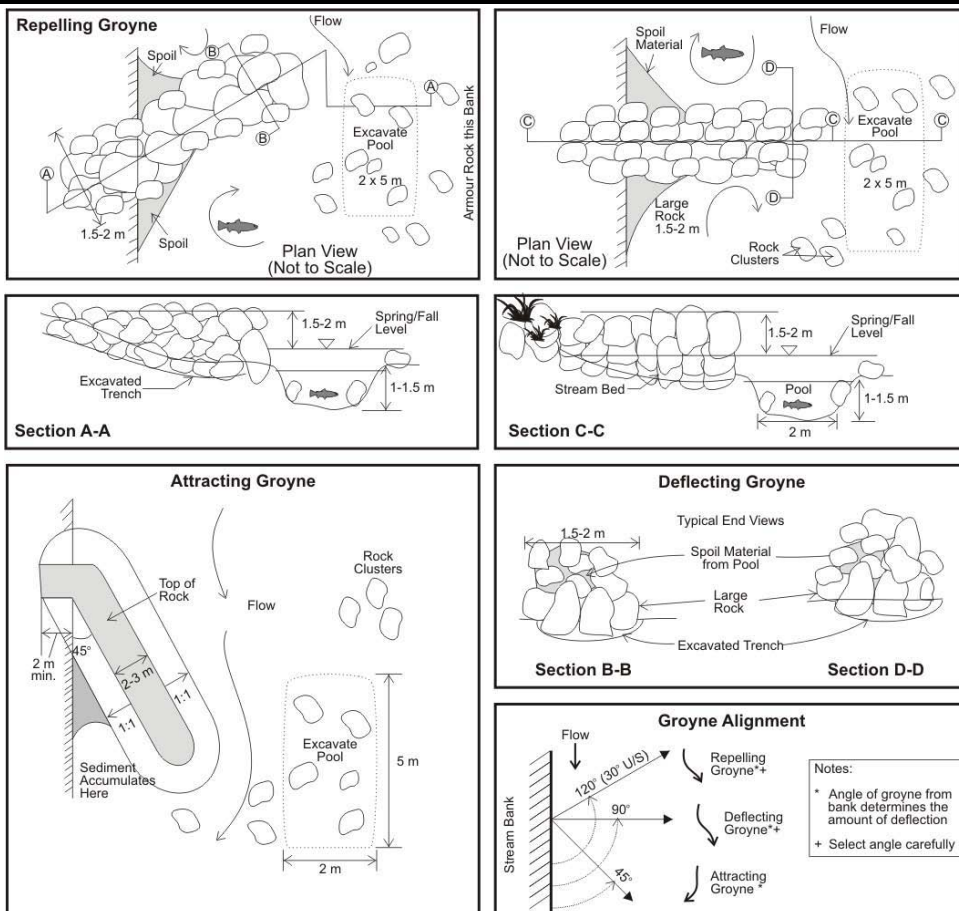 Repelling Groyne
Flow
Spoil
B
B
A
A
Excavate
Pool
2 x 5 m
Armour Rock this Bank
1.5-2 m
Spoil
Plan View
(Not to Scale)
Spoil
Material
Flow
D
C
C
C
Excavate
Pool
2 x 5 m
D
Large
Rock
1.5-2 m
Plan View
(Not to Scale)
Rock
Clusters
1.5-2 m
Spring/Fall
Level
Excavated
Trench
1-1.5 m
Section A-A
1.5-2 m
Spring/Fall
Level
Stream Bed
Pool
1-1.5 m
2 m
Section C-C
Attracting Groyne
Rock
Clusters
Top of
Rock
Flow
2 m
min.
45°
2-3 m
1:1
1:1
Sediment
Accumulates
Here
Excavate
Pool
5 m
2 m
Deflecting Groyne
Typical End Views
1.5-2 m
Spoil Material
from Pool
Large
Rock
Excavated Trench
Section B-B
Section D-D
Groyne Alignment
Flow
Stream Bank
120° (30° U/S)
90°
45°
Repelling
Groyne*+
Deflecting
Groyne*+
Attracting
Groyne *
Notes:
* Angle of groyne from
bank determines the
amount of deflection
+ Select angle carefully